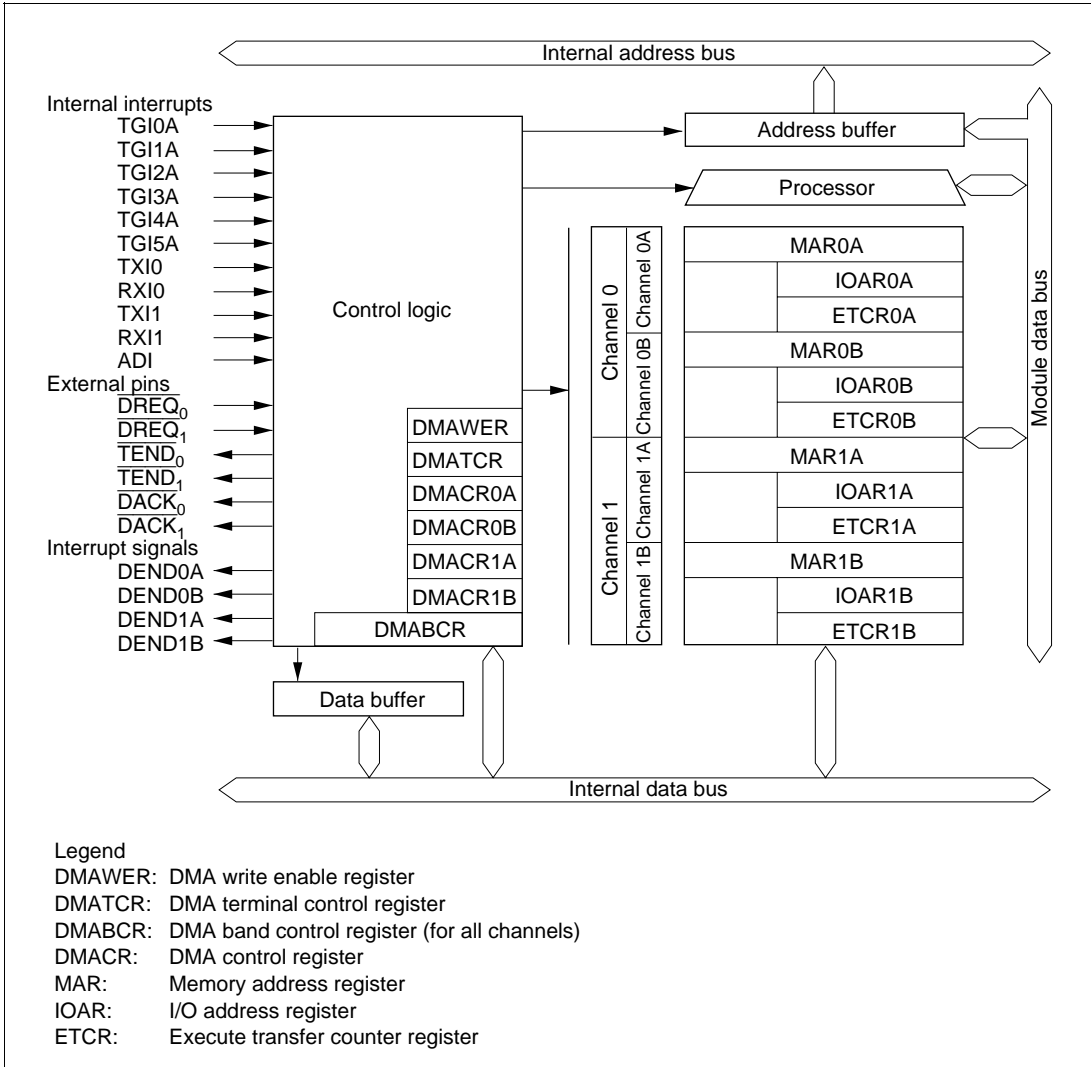 Internal address bus
Internal interrupts
TGI0A
TGI1A
TGI2A
TGI3A
TGI4A
TGI5A
TXI0
RXI0
TXI1
RXI1
ADI
External pins
DREQ0
DREQ1
TEND0
TEND1
DACK0
DACK1
Interrupt signals
DEND0A
DEND0B
DEND1A
DEND1B
Control logic
DMAWER
DMATCR
DMACR0A
DMACR0B
DMACR1A
DMACR1B
DMABCR
Data buffer
Address buffer
Processor
Channel 0
Channel 0A
Channel 0B
Channel 1
Channel 1A
Channel 1B
MAR0A
IOAR0A
ETCR0A
MAR0B
IOAR0B
ETCR0B
MAR1A
IOAR1A
ETCR1A
MAR1B
IOAR1B
ETCR1B
Module data bus
Internal data bus
Legend
DMAWER: DMA write enable register
DMATCR: DMA terminal control register
DMABCR: DMA band control register (for all channels)
DMACR: DMA control register
MAR: Memory address register
IOAR: I/O address register
ETCR: Execute transfer counter register